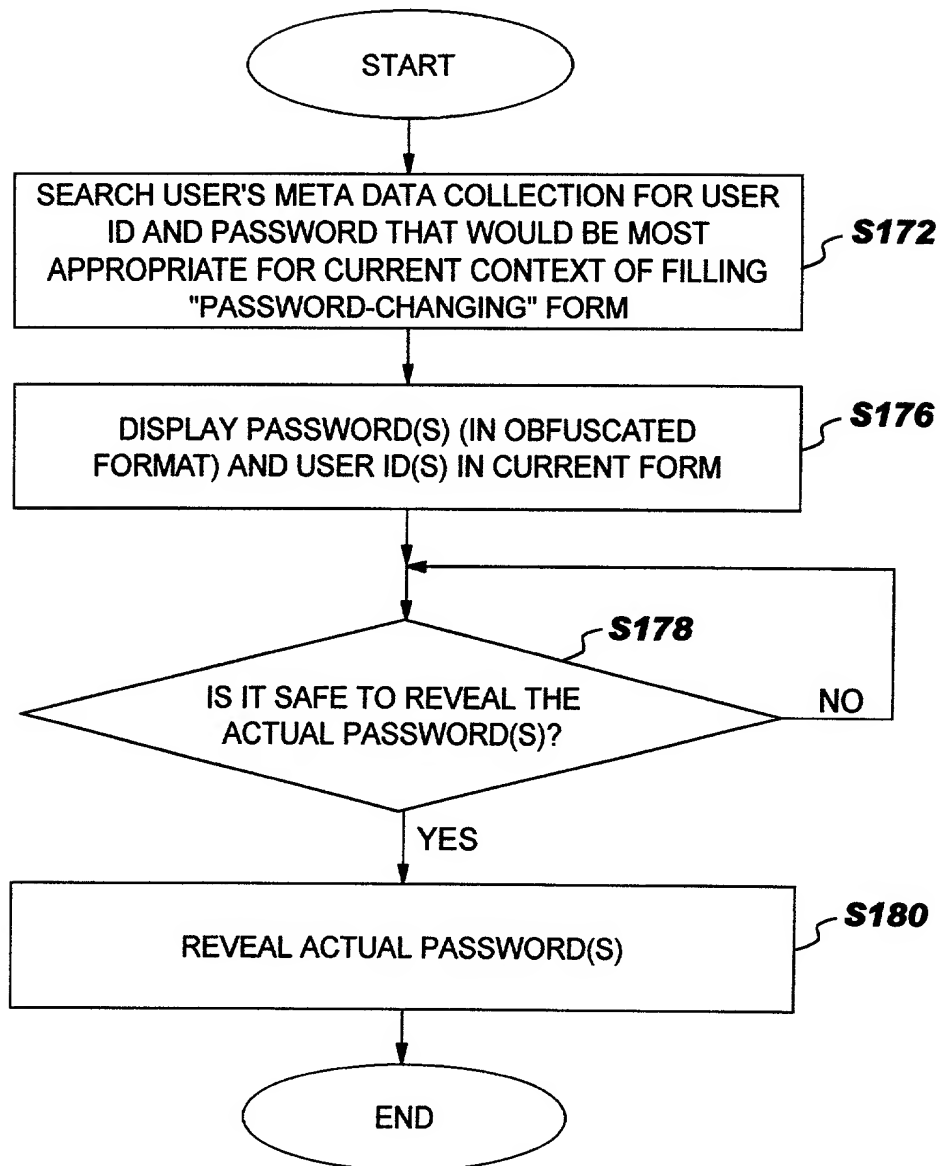 START
SEARCH USER'S META DATA COLLECTION FOR USER
ID AND PASSWORD THAT WOULD BE MOST
APPROPRIATE FOR CURRENT CONTEXT OF FILLING
"PASSWORD-CHANGING" FORM
S172
DISPLAY PASSWORD(S) (IN OBFUSCATED
FORMAT) AND USER ID(S) IN CURRENT FORM
S176
S178
IS IT SAFE TO REVEAL THE
ACTUAL PASSWORD(S)?
NO
YES
REVEAL ACTUAL PASSWORD(S)
S180
END